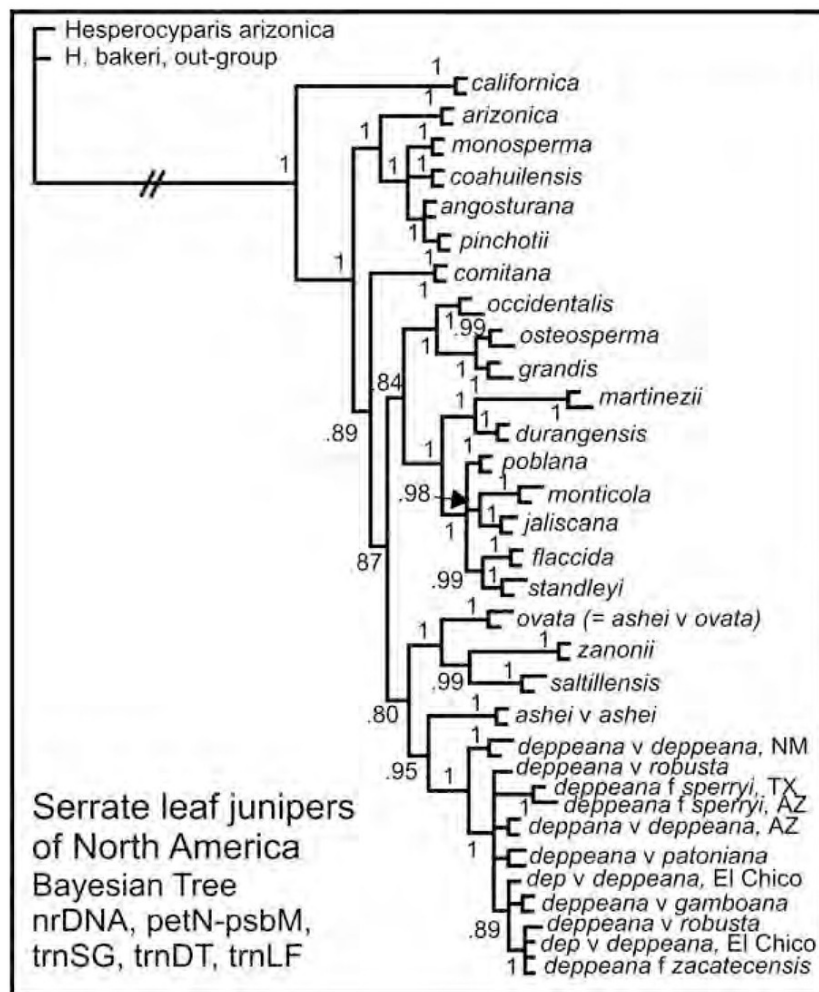 Hesperocyparis arizonica
H. bakeri, out-group
1
californica
1
arizonica
1
1
monosperma
1
1
1
coahuilensis
1
angosturana
1
pinchotii
1
1
comitana
1
occidentalis
1
.99
osteosperma
1
1
grandis
.84
1
1
martinezii
1
1
durangensis
.89
1
1
poblana
.98
1
monticola
jaliscana
1
1
flaccida
.99
1
standleyi
87
1
ovata (= ashei v ovata)
1
1
zanonii
.99
1
saltillensis
.80
1
ashei v ashei
.95
1
1
deppeana v deppeana, NM
deppeana v robusta
deppeana f sperryi, TX
1
deppeana f sperryi, AZ
deppana v deppeana, AZ
1
deppeana v patoniana
dep v deppeana, El Chico
deppeana v gamboana
.89
deppeana v robusta
dep v deppeana, El Chico
1
deppeana f zacatecensis
Serrate leaf junipers
of North America
Bayesian Tree
nrDNA, petN-psbM,
trnSG, trnDT, trnLF